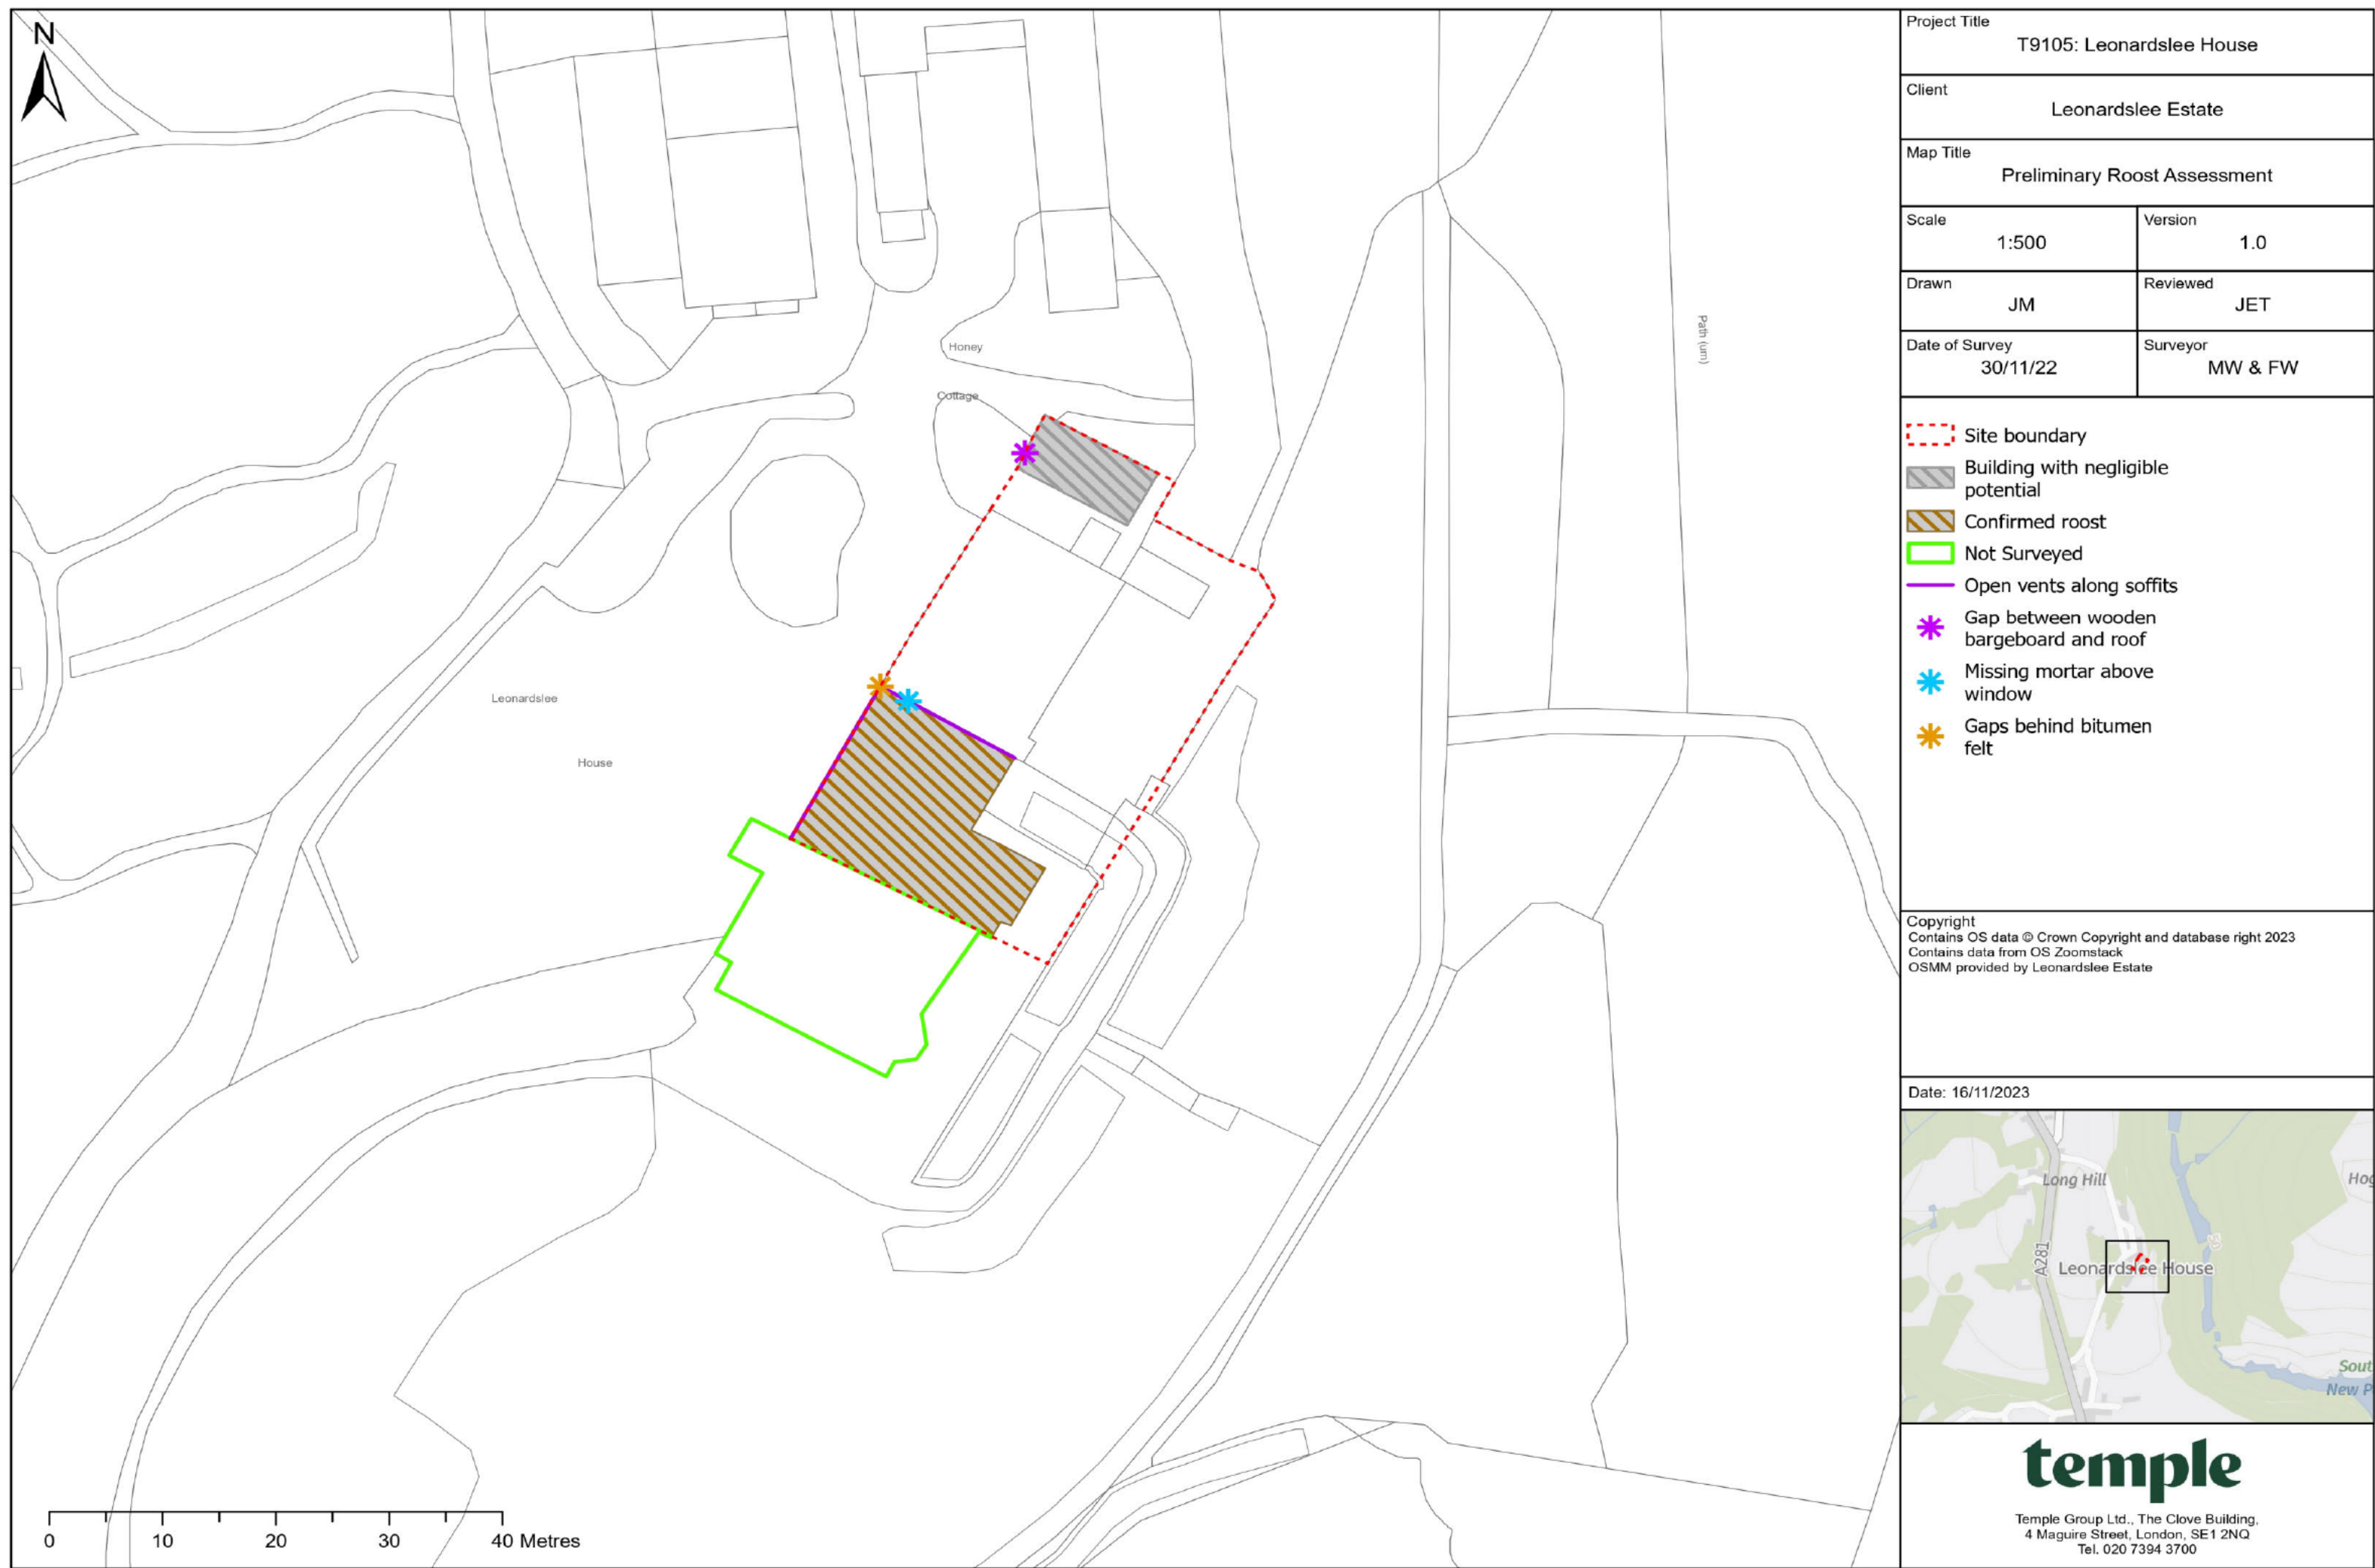 N
Honey
Cottage
Path (um)
Leonardslee
House
0 10 20 30 40 Metres
Project Title
T9105: Leonardslee House
Client
Leonardslee Estate
Map Title
Preliminary Roost Assessment
Scale
1:500
Version
1.0
Drawn
JM
Reviewed
JET
Date of Survey
30/11/22
Surveyor
MW & FW
Site boundary
Building with negligible
potential
Confirmed roost
Not Surveyed
Open vents along soffits
Gap between wooden
bargeboard and roof
Missing mortar above
window
Gaps behind bitumen
felt
Copyright
Contains OS data © Crown Copyright and database right 2023
Contains data from OS Zoomstack
OSMM provided by Leonardslee Estate
Date: 16/11/2023
Long Hill
Hog
A281
Leonardslee House
Sout
New P
temple
Temple Group Ltd., The Clove Building,
4 Maguire Street, London, SE1 2NQ
Tel. 020 7394 3700